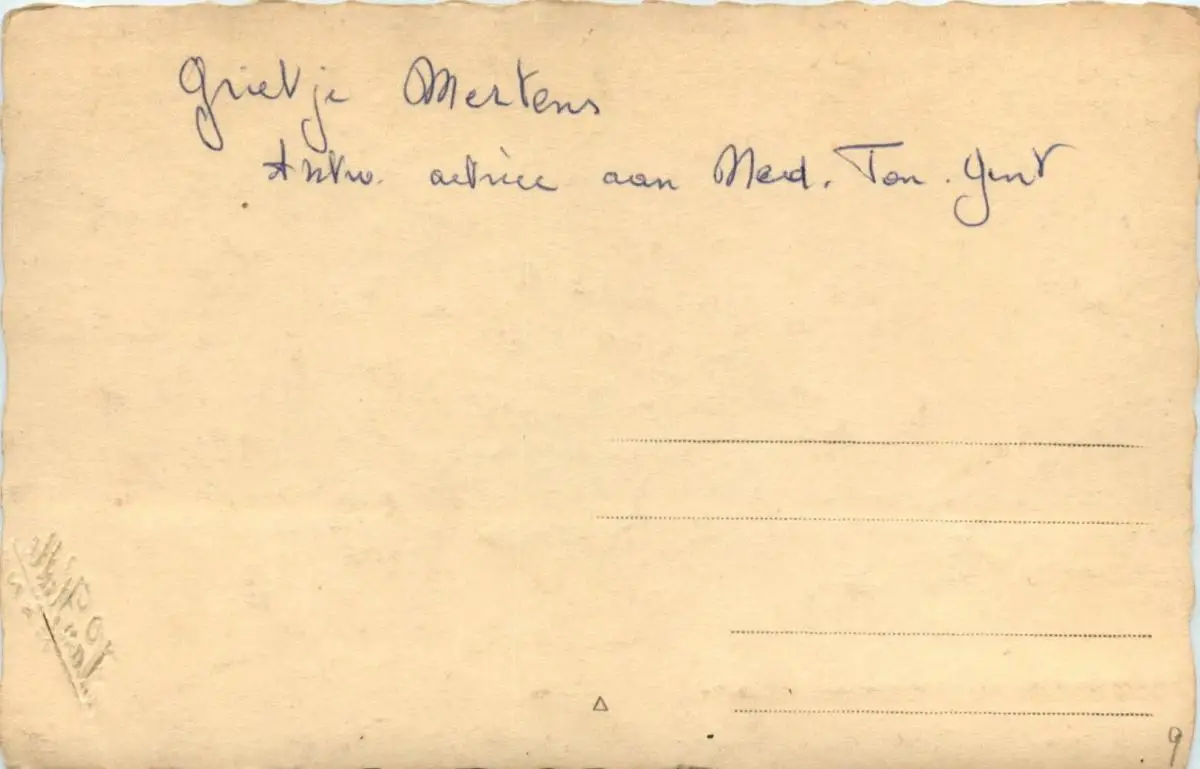 Grietje Mertens
Antw. actrice aan Ned. Ton. Gent
9